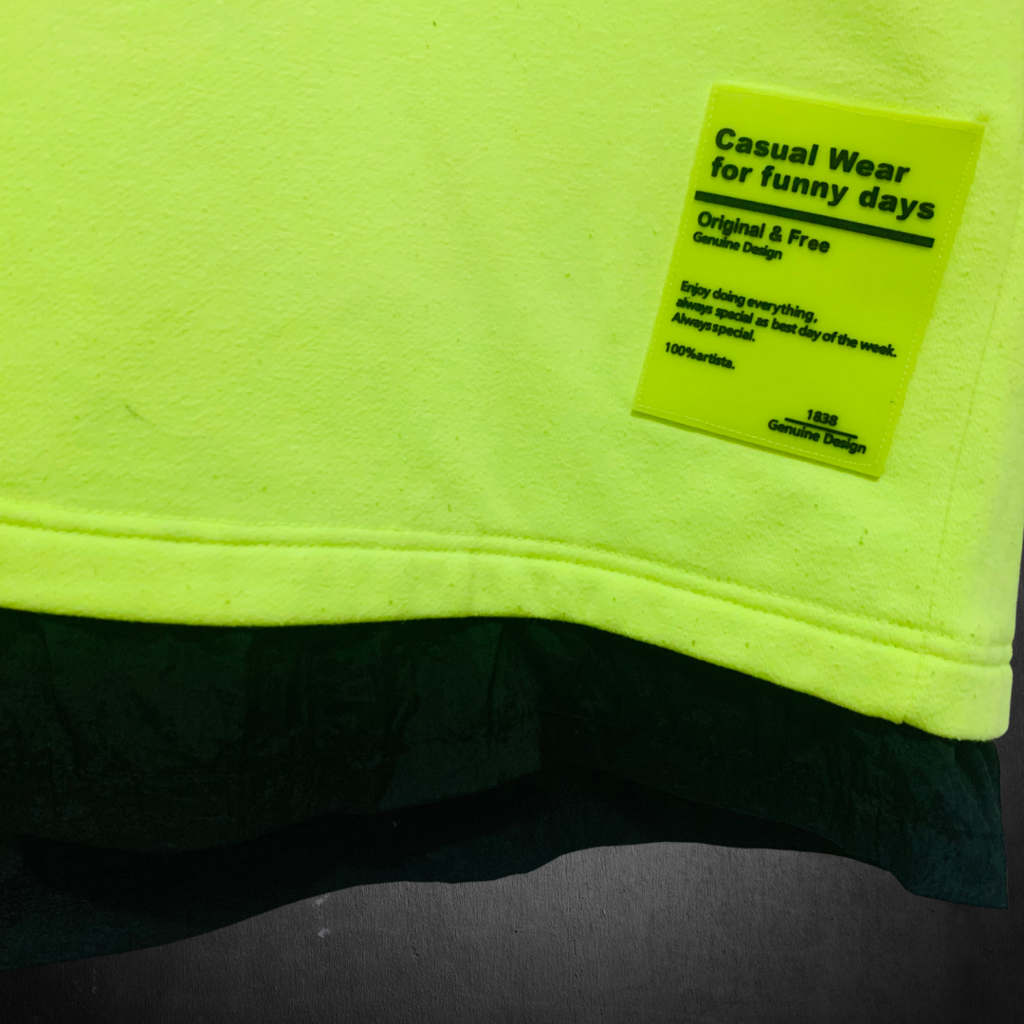 Casual Wear
for funny days
Original & Free
Genuine Design
Enjoy doing everything,
always special as best day of the week.
Always special.
100%artista.
1838
Genuine Design